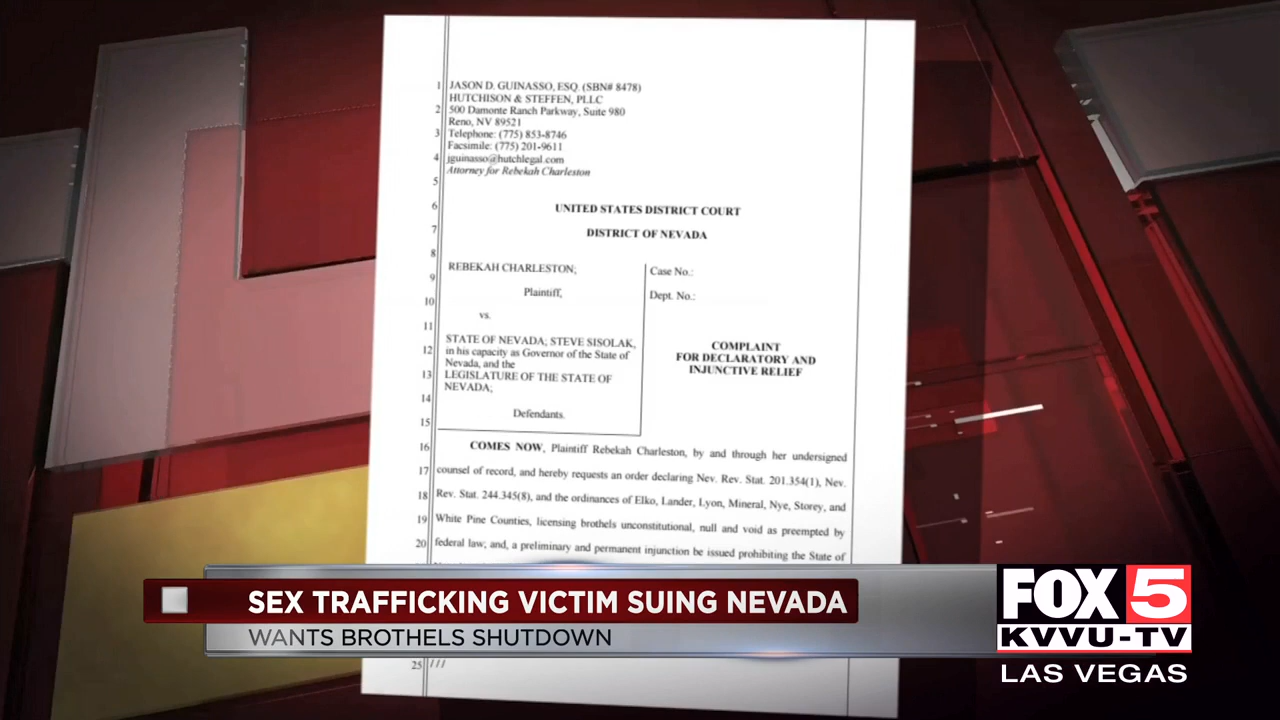 1 JASON D. GUINASSO, ESQ. (SBN# 8478)
HUTCHISON & STEFFEN, PLLC
2 500 Damonte Ranch Parkway, Suite 980
Reno, NV 89521
3 Telephone: (775) 853-8746
Facsimile: (775) 201-9611
4 jguinasso@hutchlegal.com
Attorney for Rebekah Charleston
5
6 UNITED STATES DISTRICT COURT
7 DISTRICT OF NEVADA
8
9 REBEKAH CHARLESTON;
Case No.:
10 Plaintiff,
Dept. No.:
vs.
11
STATE OF NEVADA; STEVE SISOLAK,
12 in his capacity as Governor of the State of
Nevada, and the
13 LEGISLATURE OF THE STATE OF
NEVADA;
14
Defendants.
15
COMPLAINT
FOR DECLARATORY AND
INJUNCTIVE RELIEF
16 COMES NOW, Plaintiff Rebekah Charleston, by and through her undersigned
17 counsel of record, and hereby requests an order declaring Nev. Rev. Stat. 201.354(1), Nev.
18 Rev. Stat. 244.345(8), and the ordinances of Elko, Lander, Lyon, Mineral, Nye, Storey, and
19 White Pine Counties, licensing brothels unconstitutional, null and void as preempted by
20 federal law; and, a preliminary and permanent injunction be issued prohibiting the State of
SEX TRAFFICKING VICTIM SUING NEVADA
WANTS BROTHELS SHUTDOWN
25 ///
FOX 5
KVVU-TV
LAS VEGAS